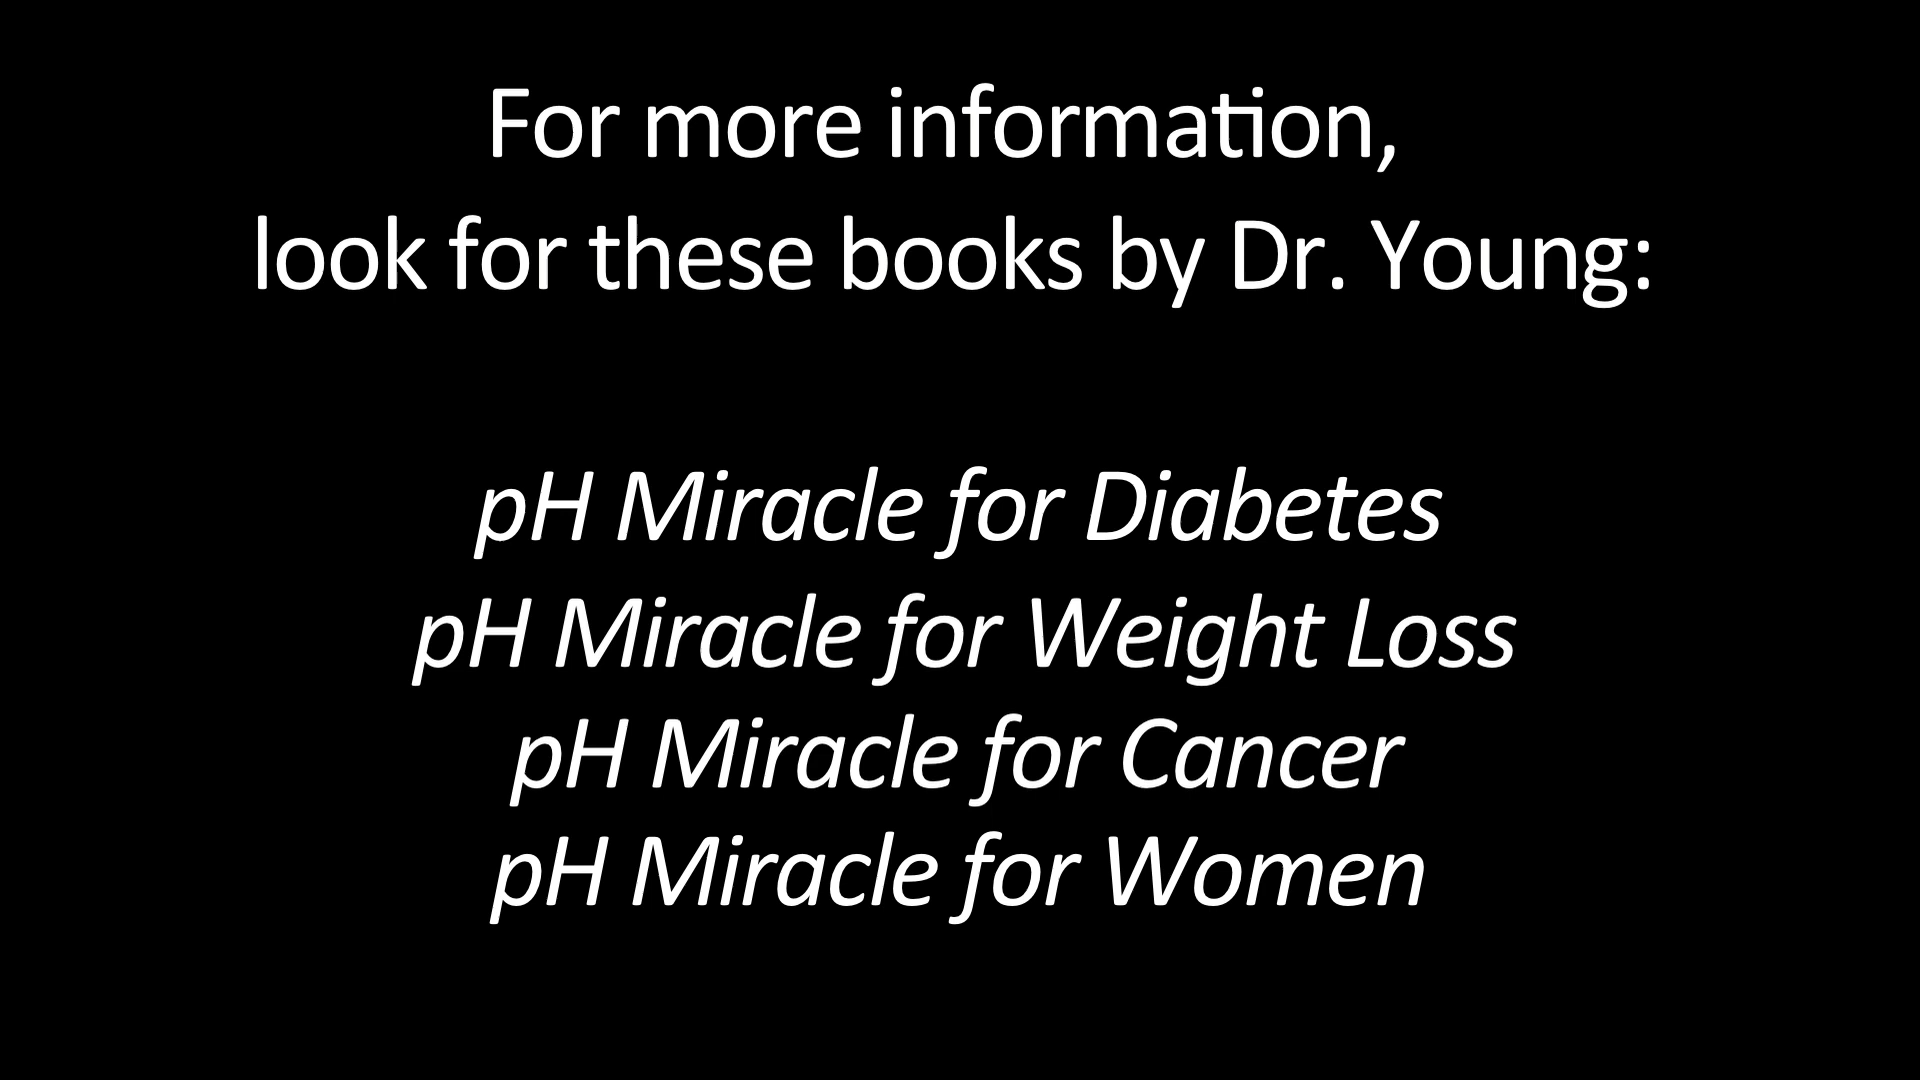 For more information,
look for these books by Dr. Young:
pH Miracle for Diabetes
pH Miracle for Weight Loss
pH Miracle for Cancer
pH Miracle for Women